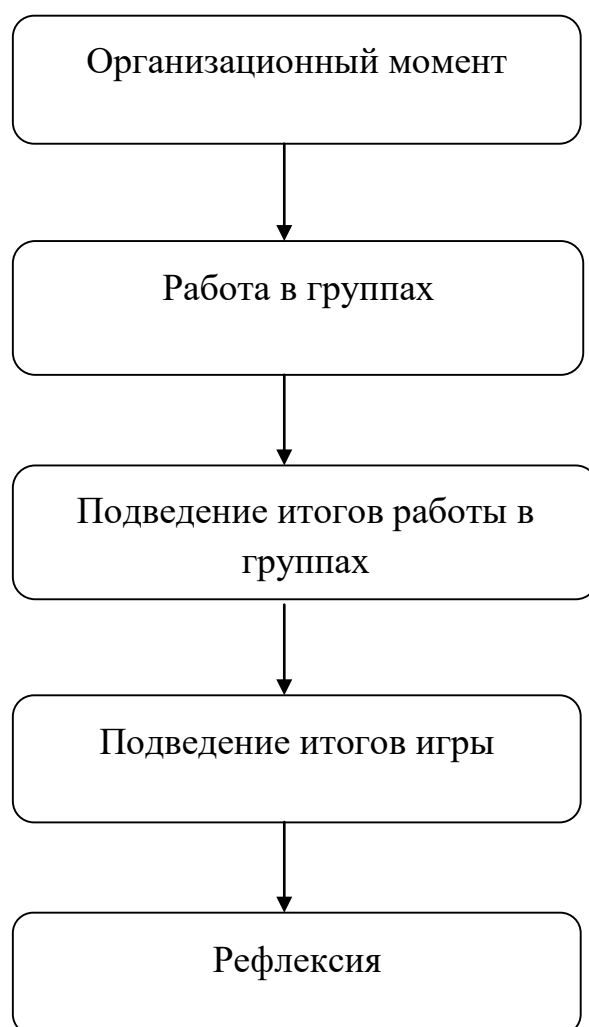 Организационный момент
Работа в группах
Подведение итогов работы в
группах
Подведение итогов игры
Рефлексия